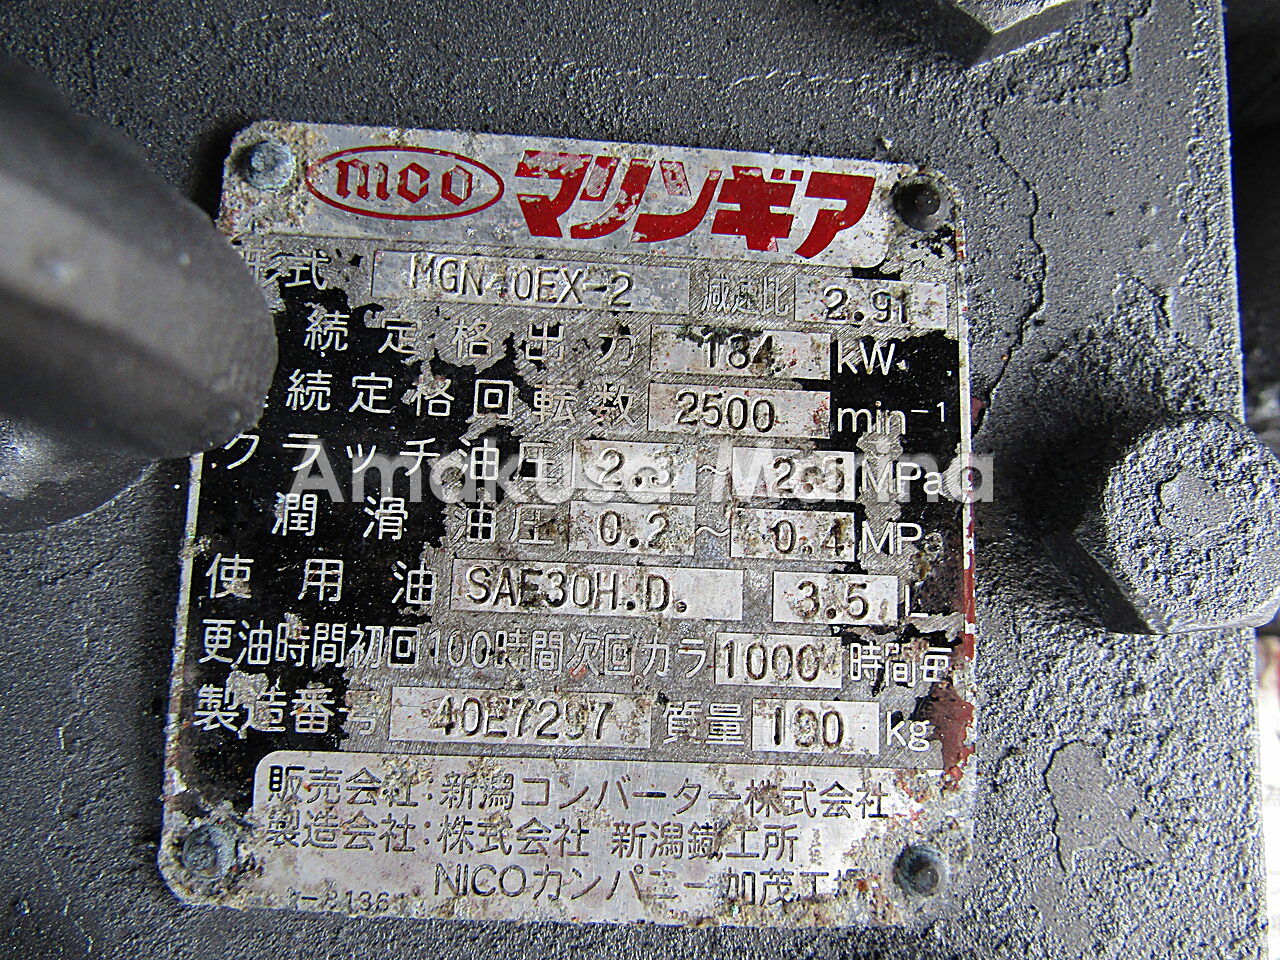 nico マリンギア
形式 MGN 0EX-2 減速比 2.91
続定格出力 184 kW
続定格回転数 2500 min⁻¹
クラッチ油圧 2.3 ~ 2.5 MPa
潤滑油圧 0.2 ~ 0.4 MPa
使用油 SAE30H.D. 3.5 L
更油時間初回100時間次回カラ 1000 時間毎
製造番号 40E7297 質量 190 kg
販売会社:新潟コンバーター株式会社
製造会社:株式会社 新潟鐵工所
NICOカンパニー加茂工場
Amakusa Marina